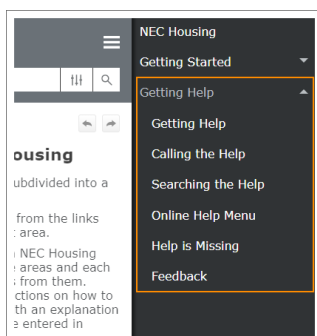 NEC Housing
Getting Started
Getting Help
Getting Help
Calling the Help
Searching the Help
Online Help Menu
Help is Missing
Feedback
ousing
ubdivided into a
from the links
area.
NEC Housing
areas and each
from them.
ctions on how to
th an explanation
e entered in